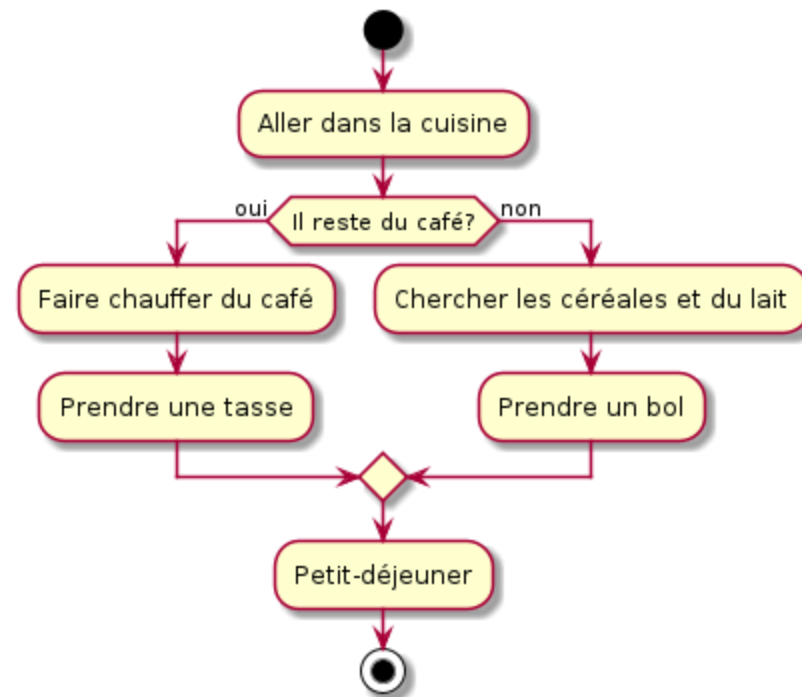 Aller dans la cuisine
oui
Il reste du café?
non
Faire chauffer du café
Chercher les céréales et du lait
Prendre une tasse
Prendre un bol
Petit-déjeuner